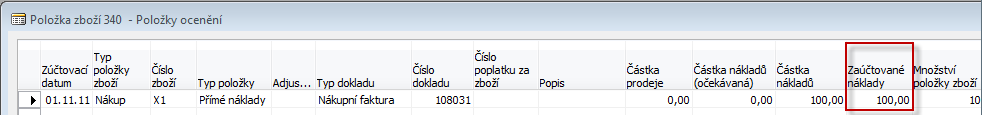 Položka zboží 340 - Položky ocenění
Zúčtovací datum Typ položky zboží Číslo zboží Typ položky Adjus... Typ dokladu Číslo dokladu Číslo poplatku za zboží Popis Částka prodeje Částka nákladů (očekávaná) Částka nákladů Zaúčtované náklady Množství položky zboží
01.11.11 Nákup X1 Přímé náklady Nákupní faktura 108031 0,00 0,00 100,00 100,00 10